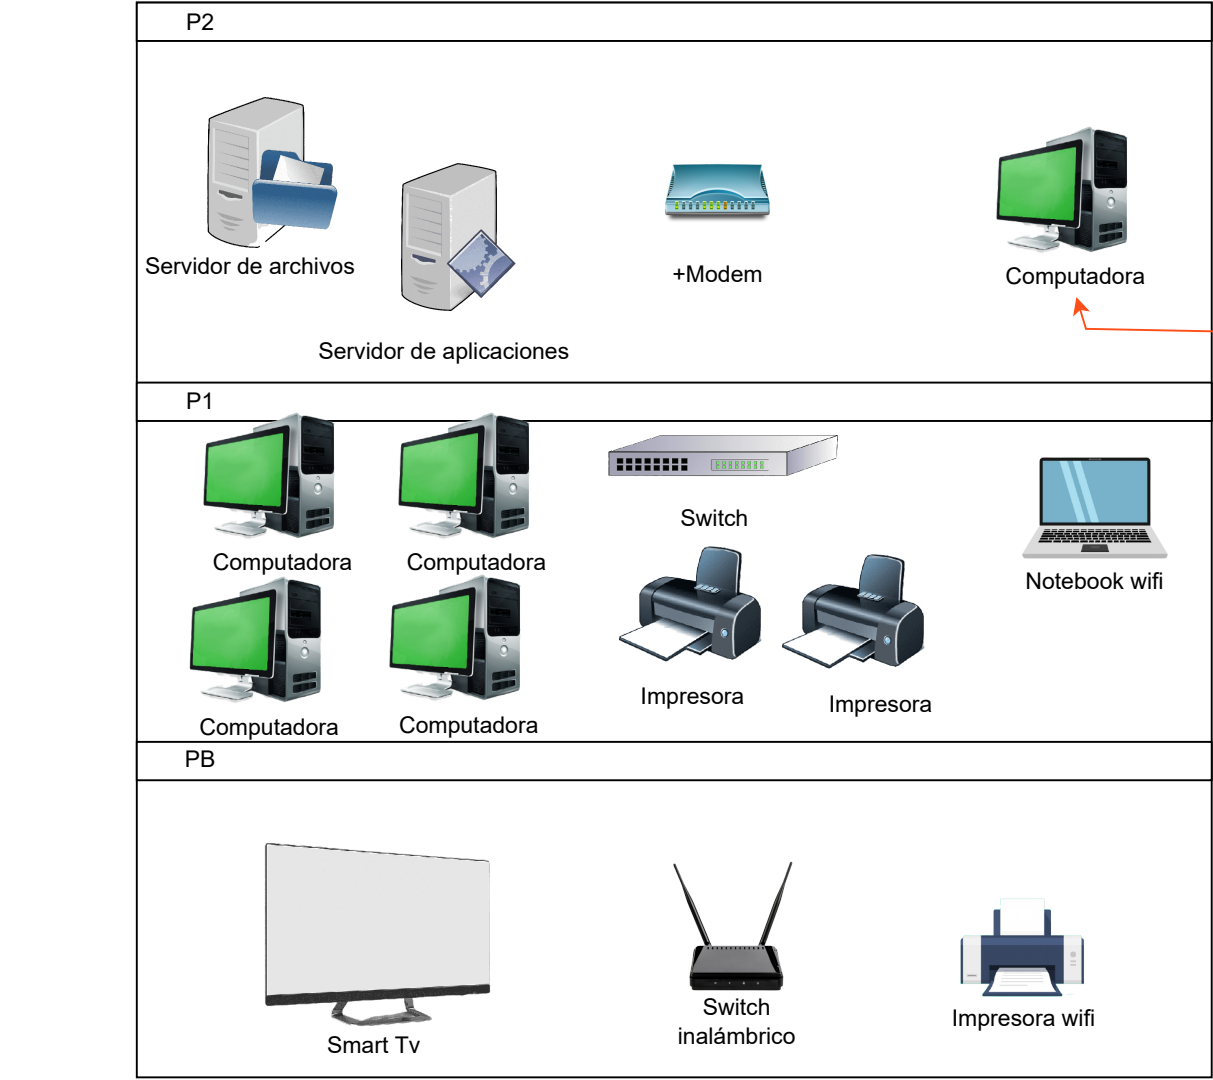 P2
Servidor de archivos
+Modem
Computadora
Servidor de aplicaciones
P1
Switch
Computadora
Computadora
Notebook wifi
Impresora
Impresora
Computadora
Computadora
PB
Switch
inalámbrico
Impresora wifi
Smart Tv